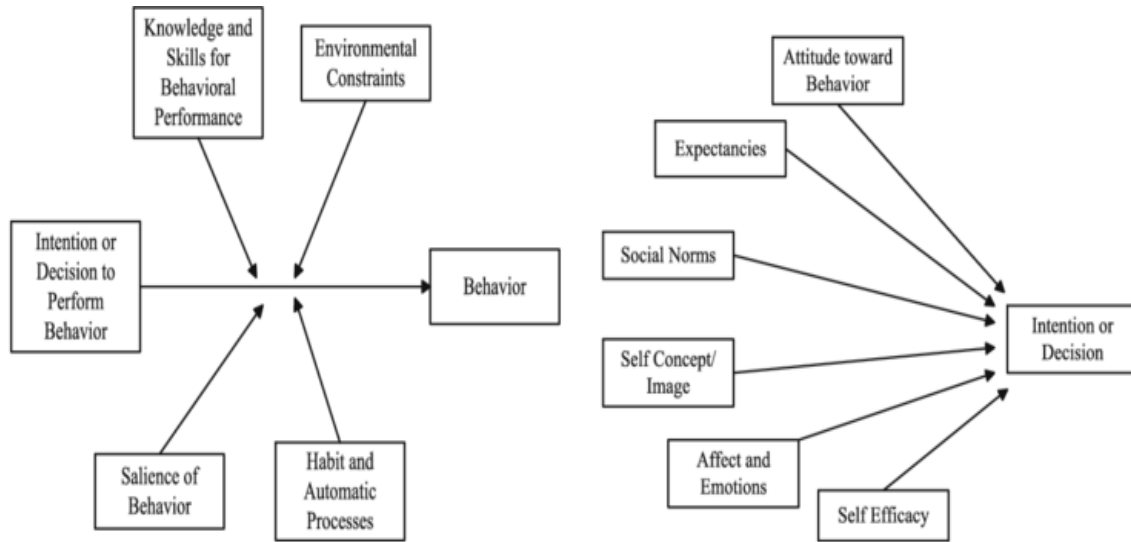 Knowledge and
Skills for
Behavioral
Performance
Environmental
Constraints
Intention or
Decision to
Perform
Behavior
Behavior
Salience of
Behavior
Habit and
Automatic
Processes
Attitude toward
Behavior
Expectancies
Social Norms
Self Concept/
Image
Affect and
Emotions
Self Efficacy
Intention or
Decision